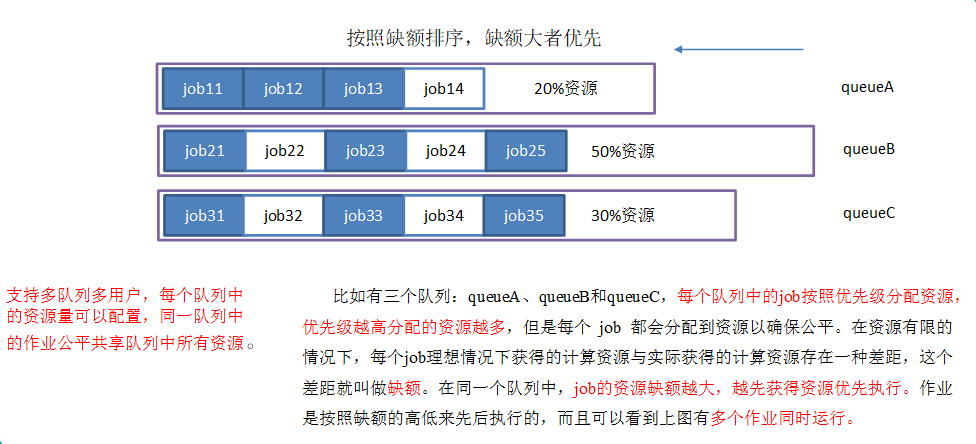 按照缺额排序，缺额大者优先
job11 job12 job13 job14 20%资源 queueA
job21 job22 job23 job24 job25 50%资源 queueB
job31 job32 job33 job34 job35 30%资源 queueC
支持多队列多用户，每个队列中
的资源量可以配置，同一队列中
的作业公平共享队列中所有资源。
比如有三个队列：queueA、queueB和queueC，每个队列中的job按照优先级分配资源，
优先级越高分配的资源越多，但是每个 job 都会分配到资源以确保公平。在资源有限的
情况下，每个job理想情况下获得的计算资源与实际获得的计算资源存在一种差距，这个
差距就叫做缺额。在同一个队列中，job的资源缺额越大，越先获得资源优先执行。作业
是按照缺额的高低来先后执行的，而且可以看到上图有多个作业同时运行。